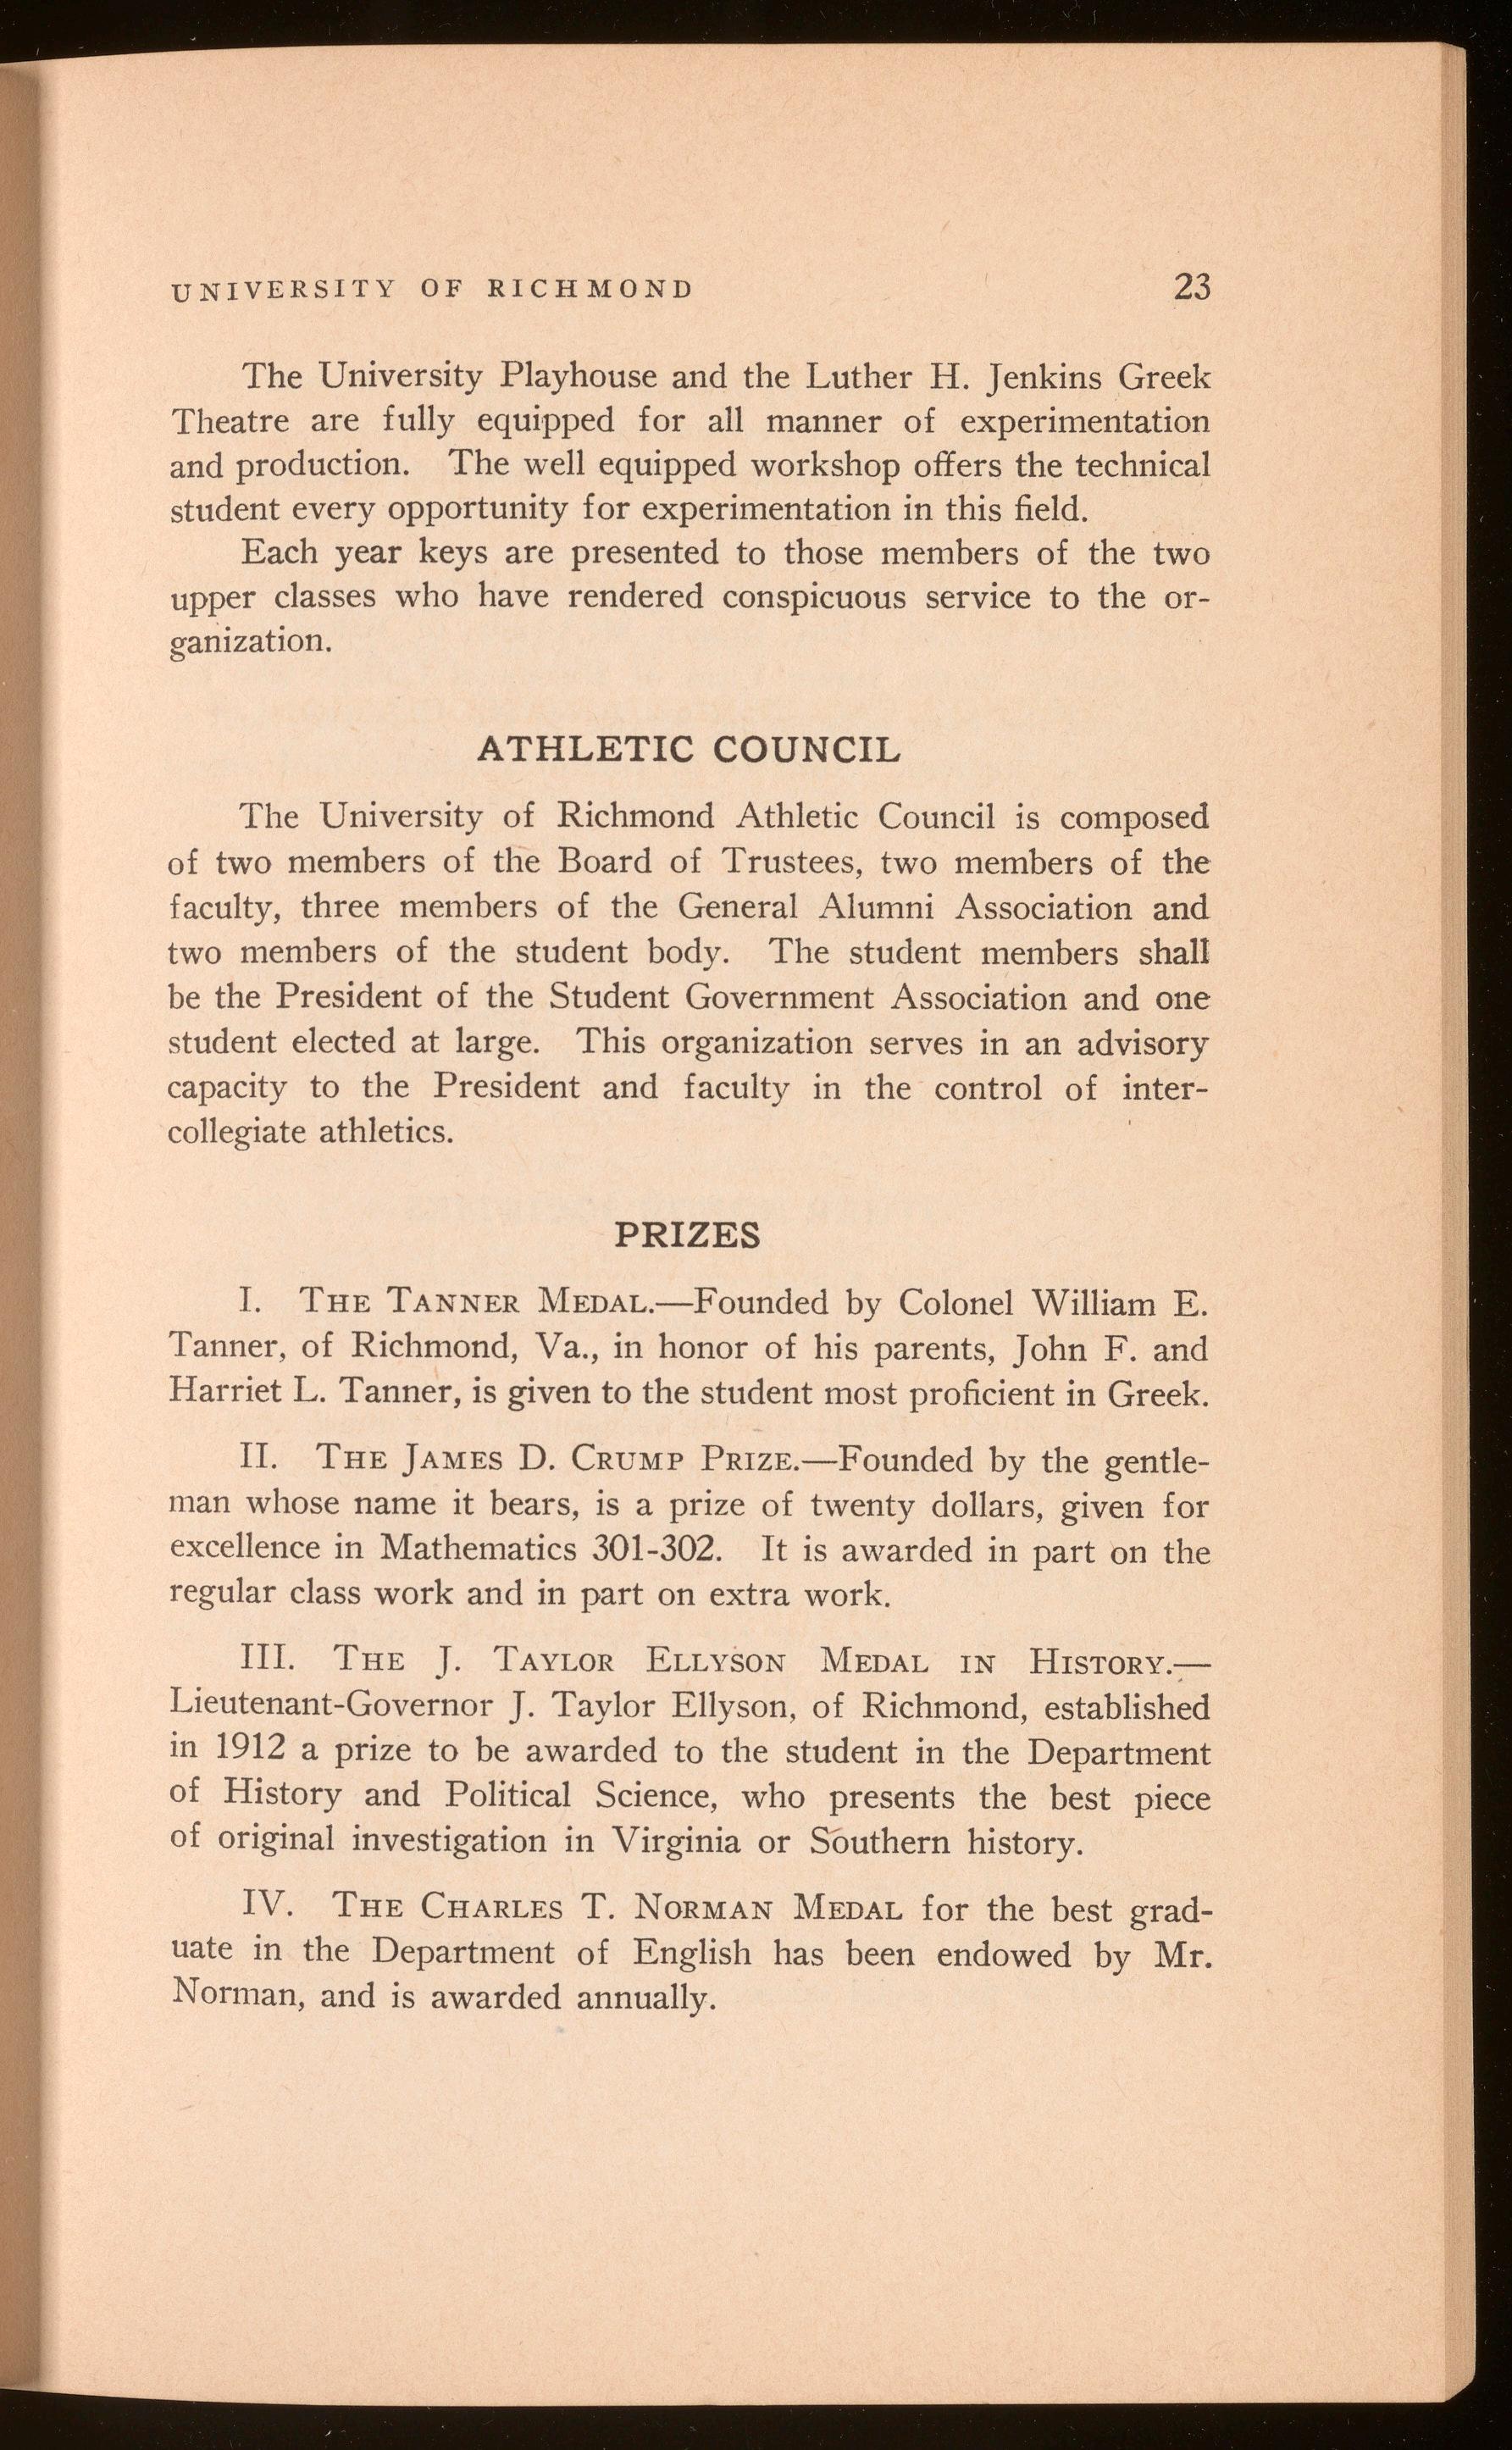 UNIVERSITY OF RICHMOND 23
The University Playhouse and the Luther H. Jenkins Greek
Theatre are fully equipped for all manner of experimentation
and production. The well equipped workshop offers the technical
student every opportunity for experimentation in this field.
Each year keys are presented to those members of the two
upper classes who have rendered conspicuous service to the or-
ganization.
ATHLETIC COUNCIL
The University of Richmond Athletic Council is composed
of two members of the Board of Trustees, two members of the
faculty, three members of the General Alumni Association and
two members of the student body. The student members shall
be the President of the Student Government Association and one
student elected at large. This organization serves in an advisory
capacity to the President and faculty in the control of inter-
collegiate athletics.
PRIZES
I. THE TANNER MEDAL.—Founded by Colonel William E.
Tanner, of Richmond, Va., in honor of his parents, John F. and
Harriet L. Tanner, is given to the student most proficient in Greek.
II. THE JAMES D. CRUMP PRIZE.—Founded by the gentle-
man whose name it bears, is a prize of twenty dollars, given for
excellence in Mathematics 301-302. It is awarded in part on the
regular class work and in part on extra work.
III. THE J. TAYLOR ELLYSON MEDAL IN HISTORY.—
Lieutenant-Governor J. Taylor Ellyson, of Richmond, established
in 1912 a prize to be awarded to the student in the Department
of History and Political Science, who presents the best piece
of original investigation in Virginia or Southern history.
IV. THE CHARLES T. NORMAN MEDAL for the best grad-
uate in the Department of English has been endowed by Mr.
Norman, and is awarded annually.